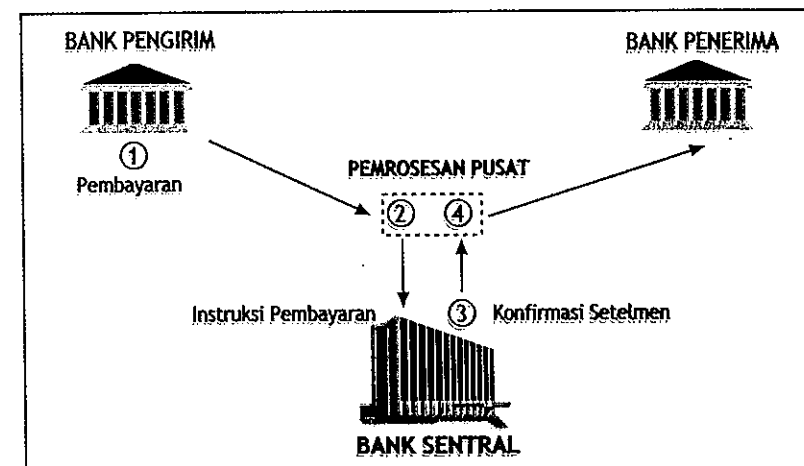 BANK PENGIRIM
BANK PENERIMA
①
Pembayaran
PEMROSESAN PUSAT
② ④
Instruksi Pembayaran
③ Konfirmasi Setelmen
BANK SENTRAL